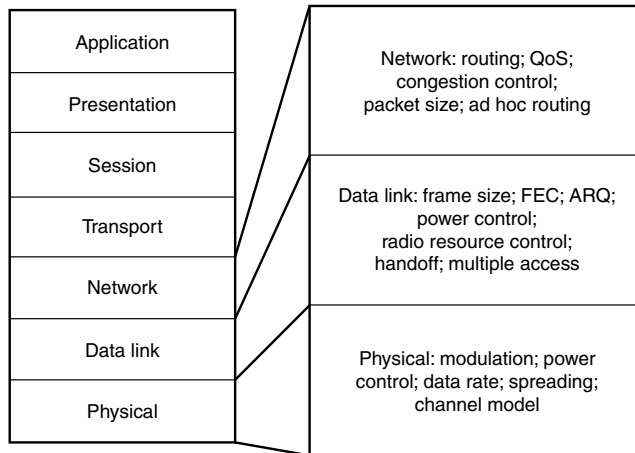 Application
Presentation
Session
Transport
Network
Data link
Physical
Network: routing; QoS;
congestion control;
packet size; ad hoc routing
Data link: frame size; FEC; ARQ;
power control;
radio resource control;
handoff; multiple access
Physical: modulation; power
control; data rate; spreading;
channel model